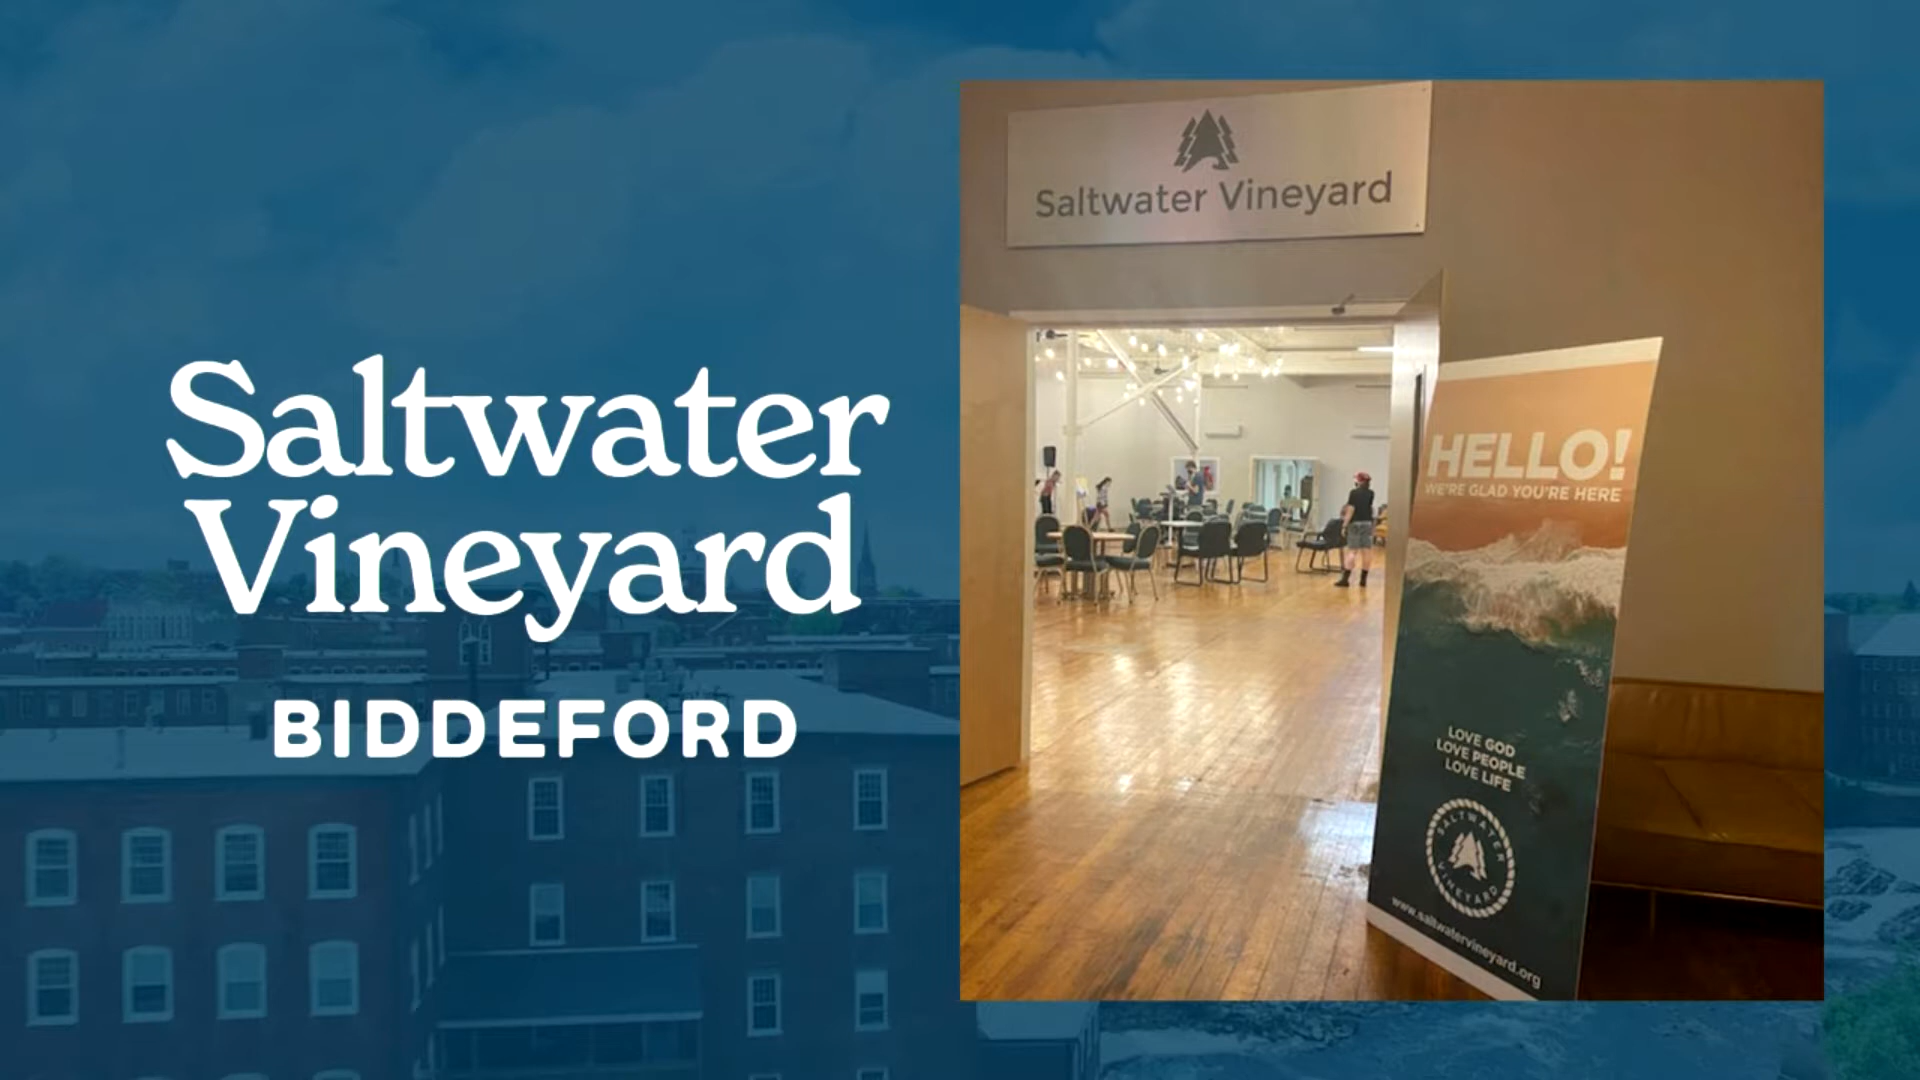 Saltwater
Vineyard
BIDDEFORD
Saltwater Vineyard
HELLO!
WE'RE GLAD YOU'RE HERE
LOVE GOD
LOVE PEOPLE
LOVE LIFE
SALTWATER
VINEYARD
www.saltwatervineyard.org